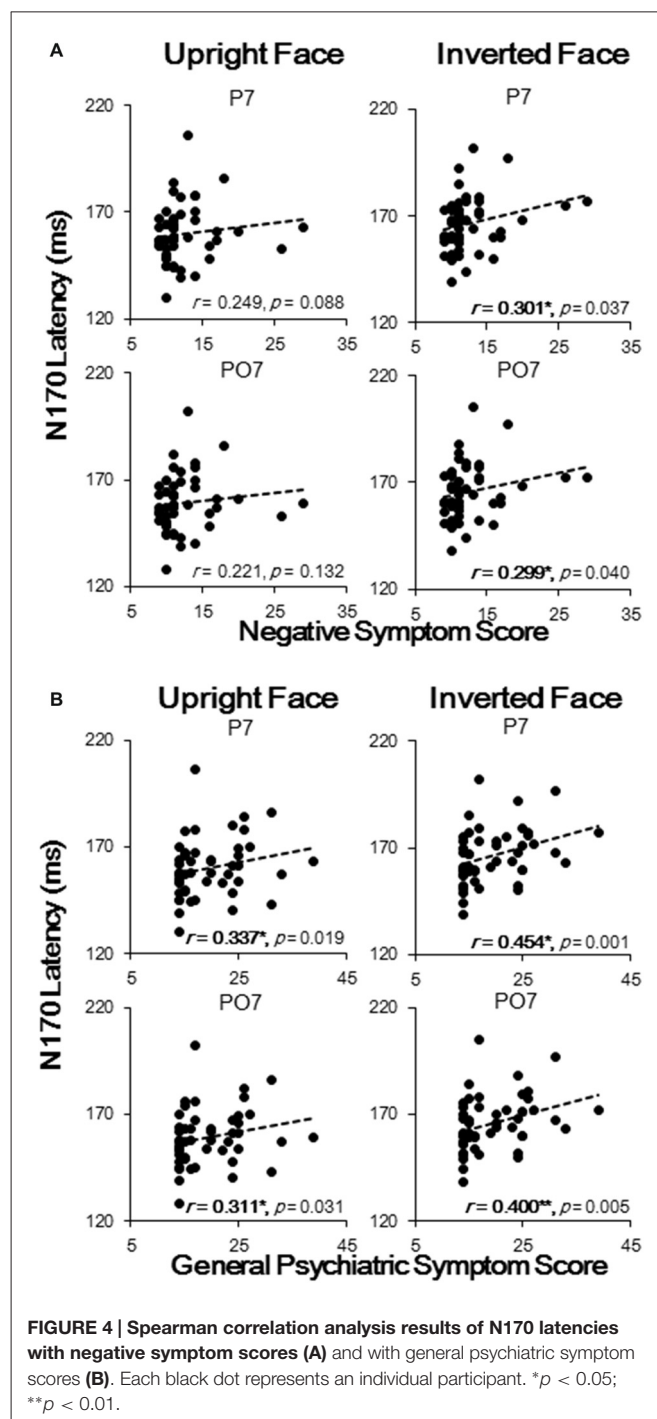 A
Upright Face Inverted Face
P7 P7
220 220
170 170
120 120
r = 0.249, p = 0.088 r = 0.301*, p = 0.037
5 15 25 35 5 15 25 35
PO7 PO7
220 220
170 170
120 120
r = 0.221, p = 0.132 r = 0.299*, p = 0.040
5 15 25 35 5 15 25 35
N170 Latency (ms)
Negative Symptom Score
B
Upright Face Inverted Face
P7 P7
220 220
170 170
120 120
r = 0.337*, p = 0.019 r = 0.454*, p = 0.001
5 25 45 5 25 45
PO7 PO7
220 220
170 170
120 120
r = 0.311*, p = 0.031 r = 0.400**, p = 0.005
5 25 45 5 25 45
N170 Latency (ms)
General Psychiatric Symptom Score
FIGURE 4 | Spearman correlation analysis results of N170 latencies
with negative symptom scores (A) and with general psychiatric symptom
scores (B). Each black dot represents an individual participant. *p < 0.05;
**p < 0.01.